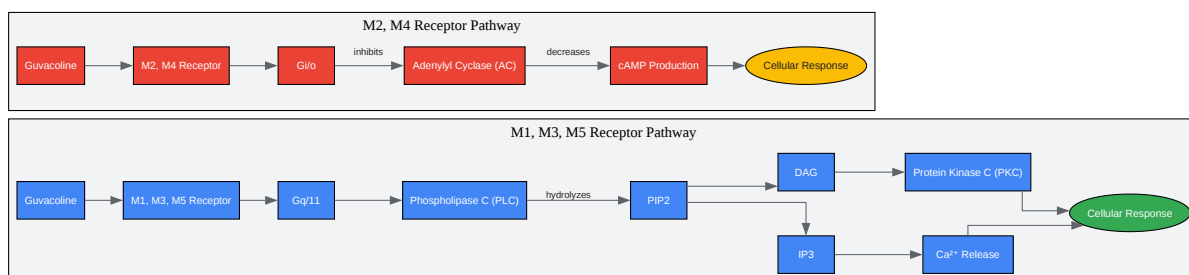 M2, M4 Receptor Pathway
Guvacoline
M2, M4 Receptor
Gi/o
inhibits
Adenylyl Cyclase (AC)
decreases
cAMP Production
Cellular Response
M1, M3, M5 Receptor Pathway
Guvacoline
M1, M3, M5 Receptor
Gq/11
Phospholipase C (PLC)
hydrolyzes
PIP2
DAG
Protein Kinase C (PKC)
IP3
Ca²⁺ Release
Cellular Response